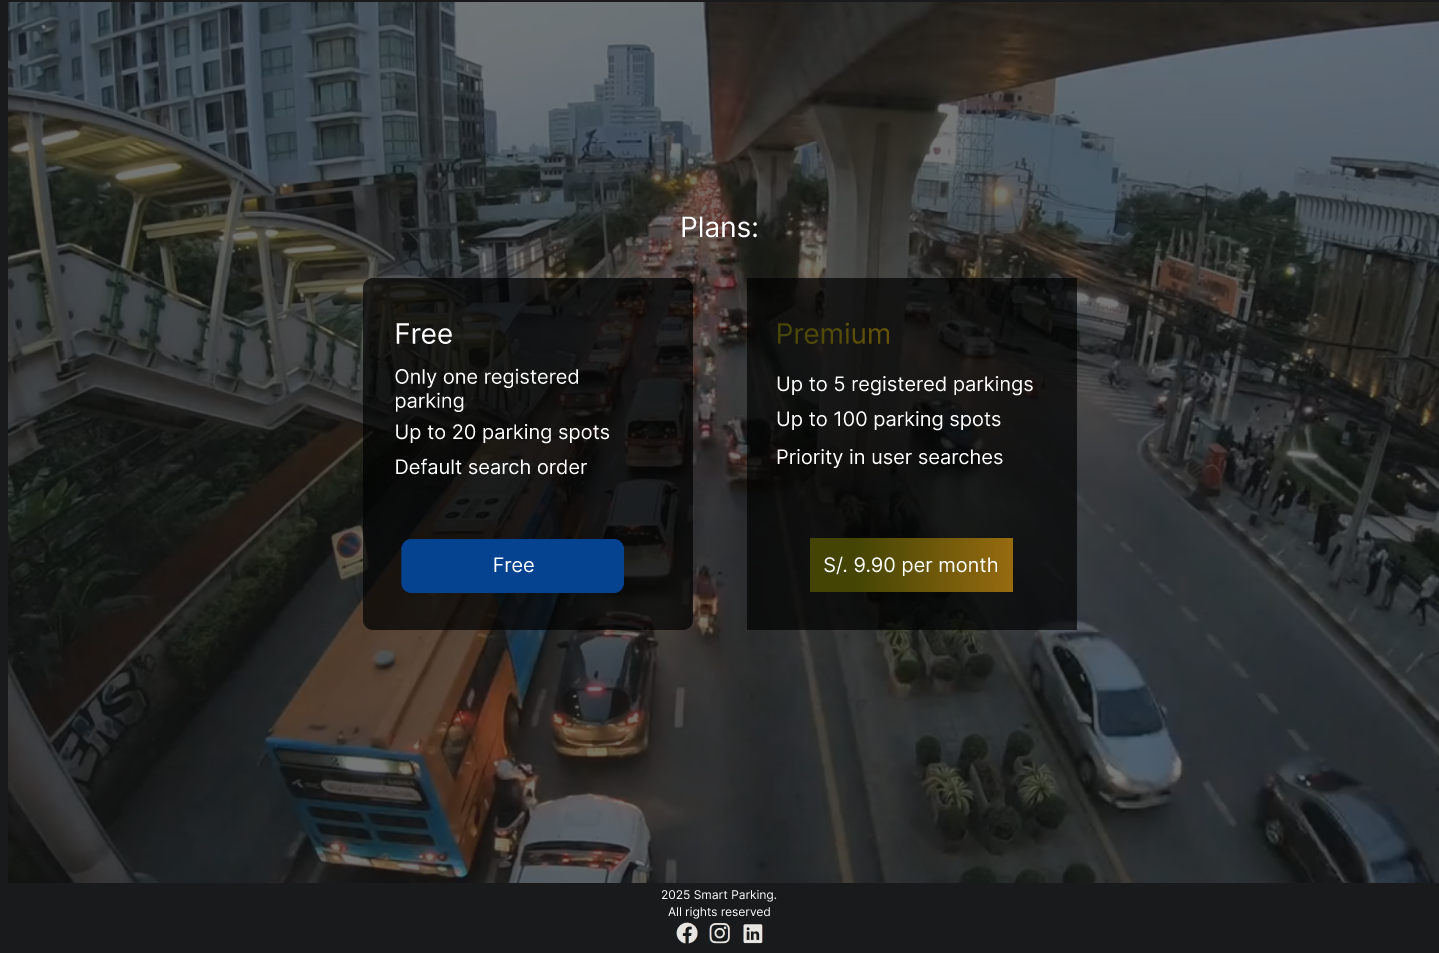 Plans:
Free
Only one registered
parking
Up to 20 parking spots
Default search order
Free
Premium
Up to 5 registered parkings
Up to 100 parking spots
Priority in user searches
S/. 9.90 per month
2025 Smart Parking.
All rights reserved